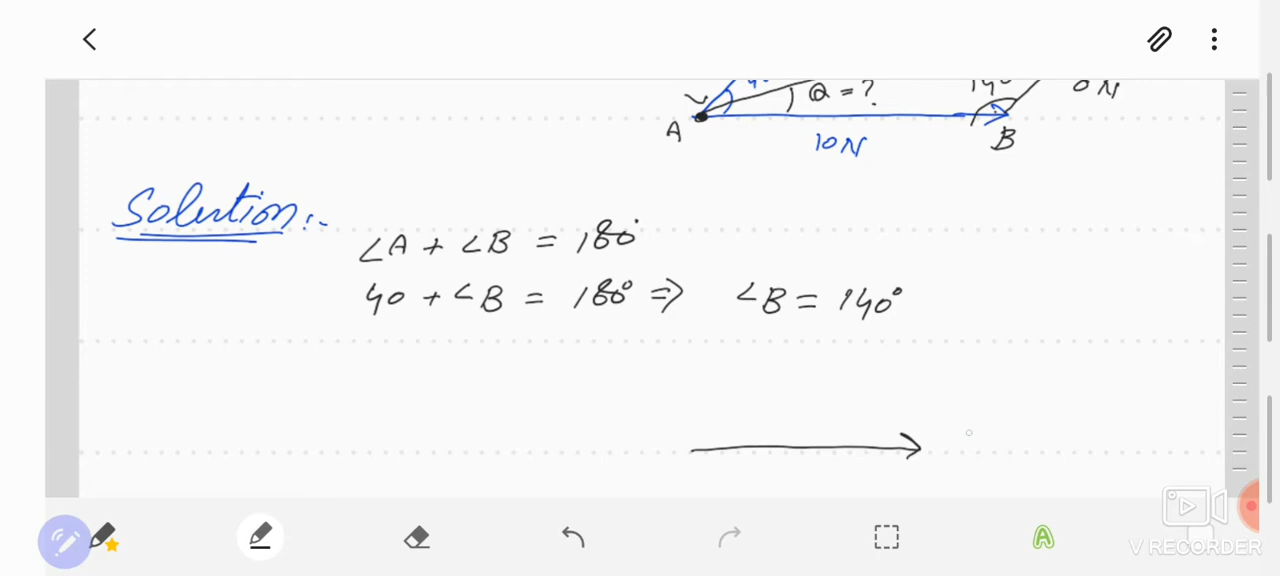 Q = ?
A
10N
B
Solution:-
∠A + ∠B = 180°
40 + ∠B = 180° ⇒ ∠B = 140°
A
V RECORDER